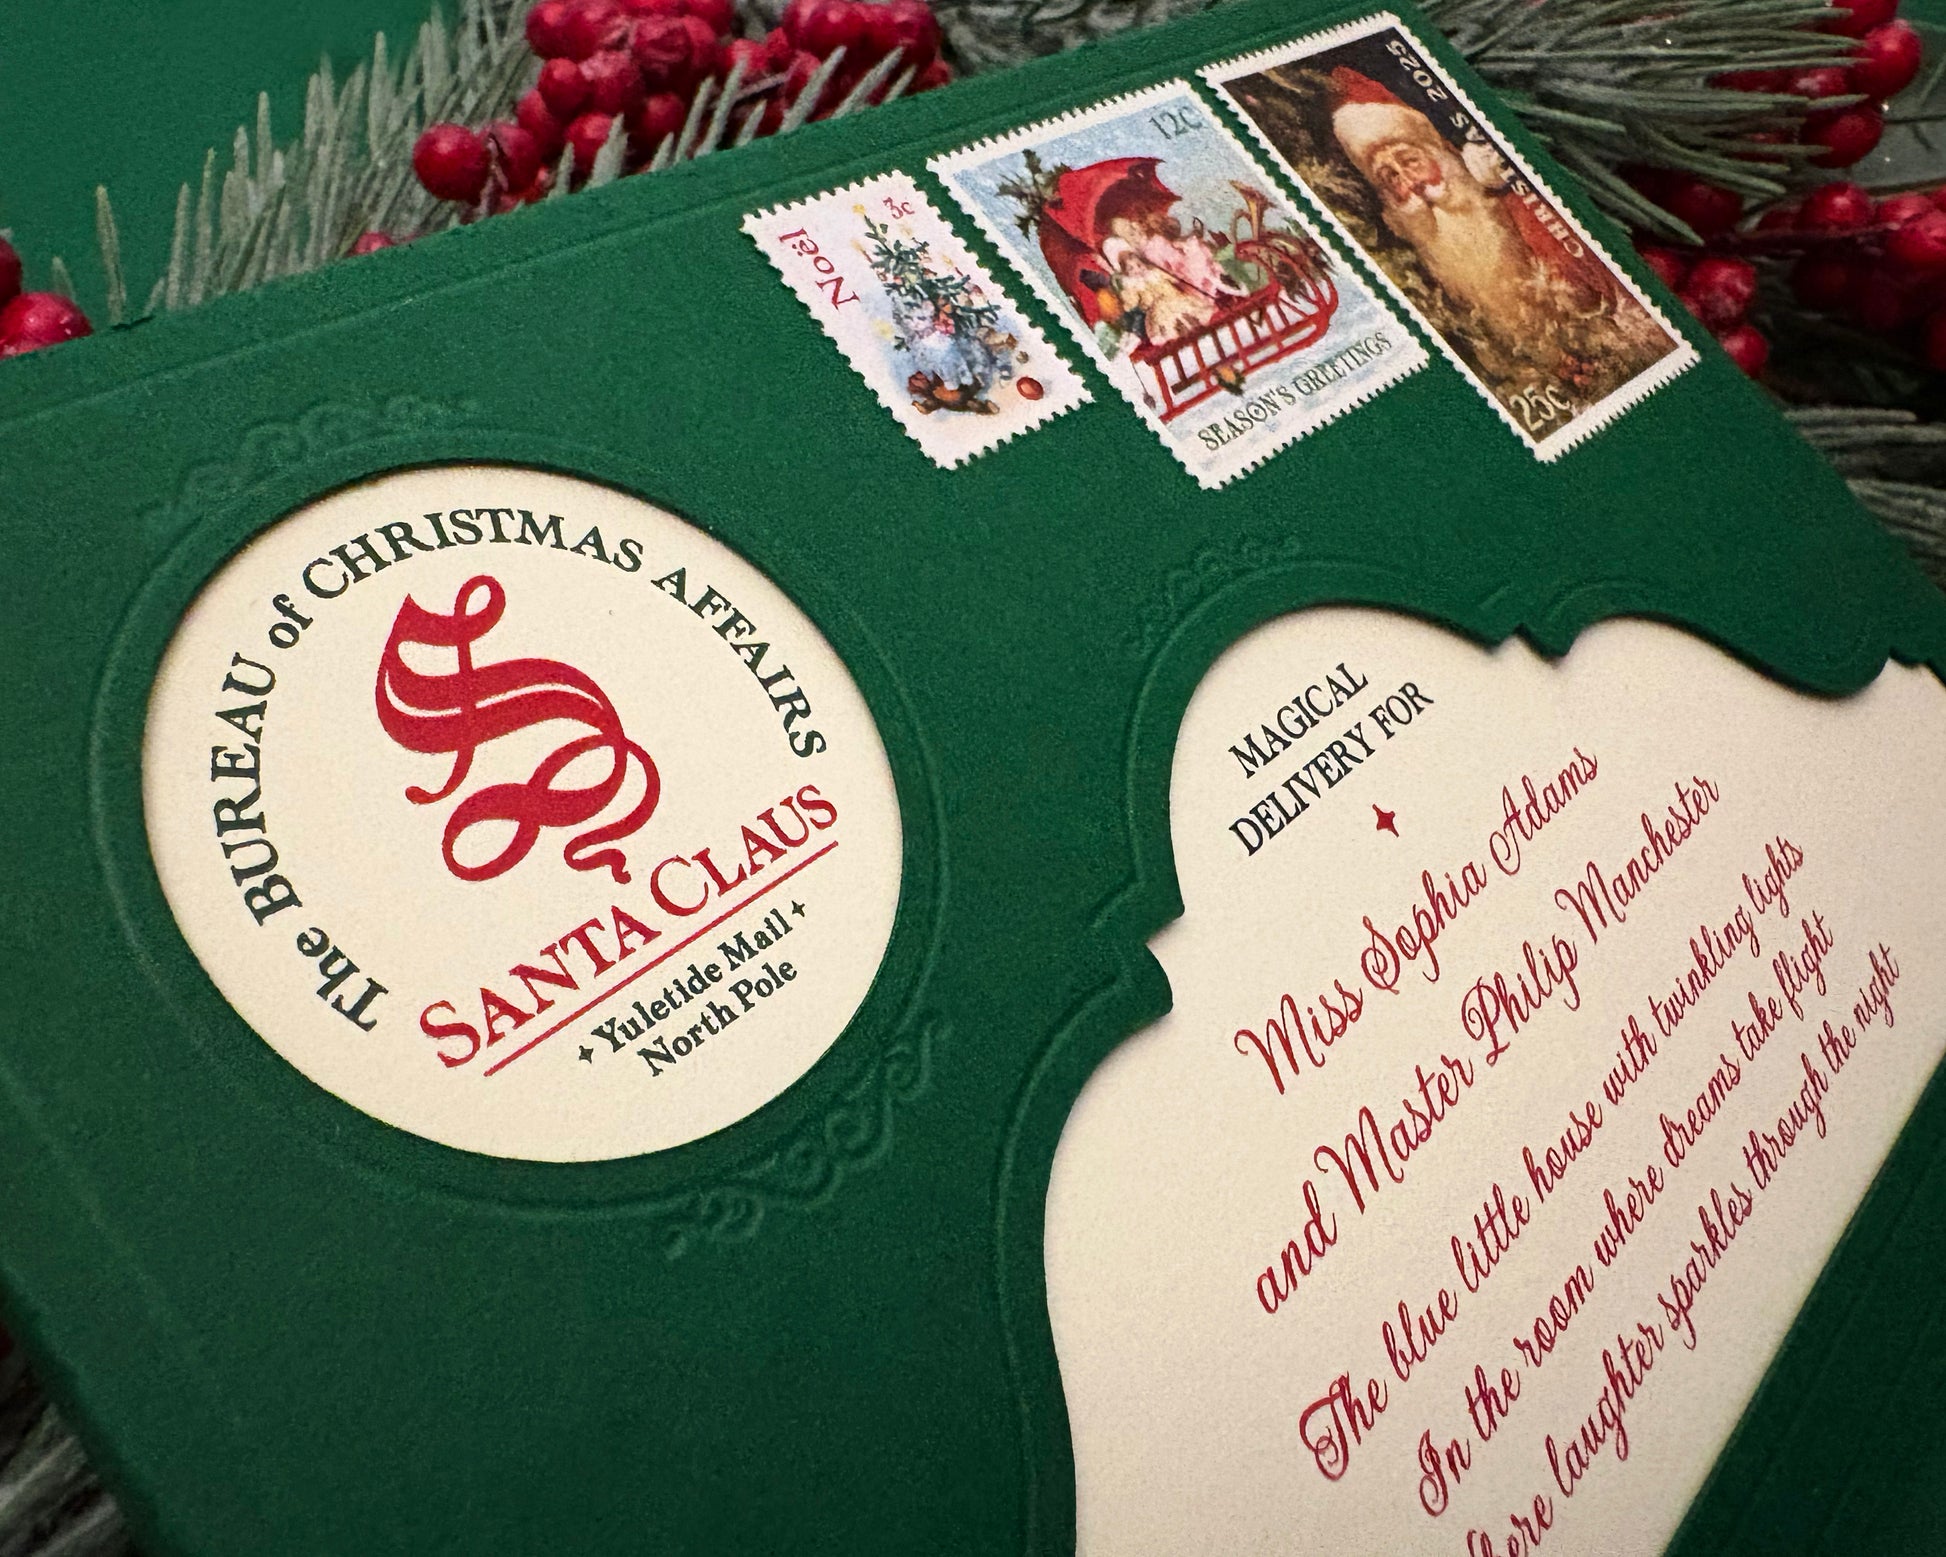 Noël
3c
12c
SEASON'S GREETINGS
CHRISTMAS 2025
25c
The BUREAU of CHRISTMAS AFFAIRS
S
SANTA CLAUS
Yuletide Mail
North Pole
MAGICAL
DELIVERY FOR
Miss Sophia Adams
and Master Philip Manchester
The blue little house with twinkling lights
In the room where dreams take flight
here laughter sparkles through the night